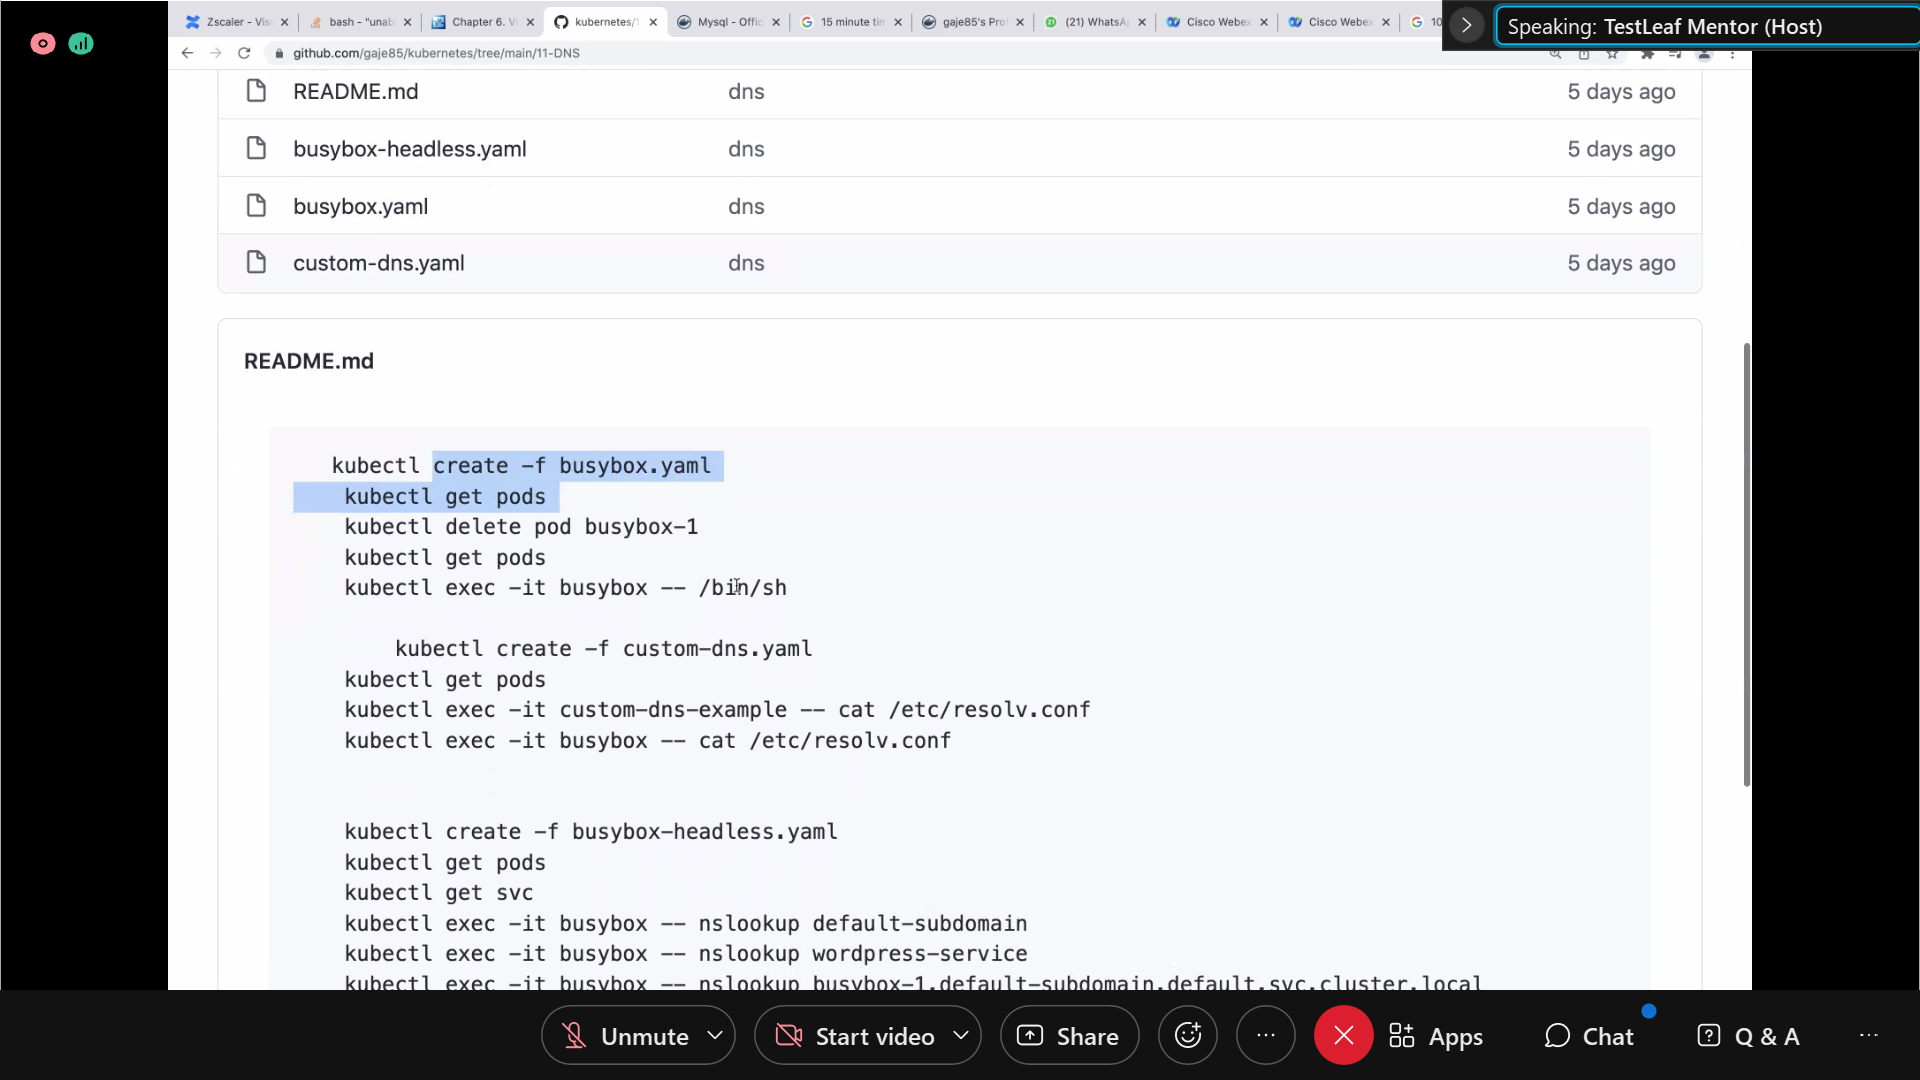 Zscaler - Vis
bash - "unab
Chapter 6. V
kubernetes/1
Mysql - Offic
15 minute tim
gaje85's Pro
(21) WhatsA
Cisco Webex
Cisco Webex
10
Speaking: TestLeaf Mentor (Host)
github.com/gaje85/kubernetes/tree/main/11-DNS
README.md dns 5 days ago
busybox-headless.yaml dns 5 days ago
busybox.yaml dns 5 days ago
custom-dns.yaml dns 5 days ago
README.md
kubectl create -f busybox.yaml
kubectl get pods
kubectl delete pod busybox-1
kubectl get pods
kubectl exec -it busybox -- /bin/sh
kubectl create -f custom-dns.yaml
kubectl get pods
kubectl exec -it custom-dns-example -- cat /etc/resolv.conf
kubectl exec -it busybox -- cat /etc/resolv.conf
kubectl create -f busybox-headless.yaml
kubectl get pods
kubectl get svc
kubectl exec -it busybox -- nslookup default-subdomain
kubectl exec -it busybox -- nslookup wordpress-service
kubectl exec -it busybox -- nslookup busybox-1.default-subdomain.default.svc.cluster.local
Unmute
Start video
Share
Apps
Chat
Q & A